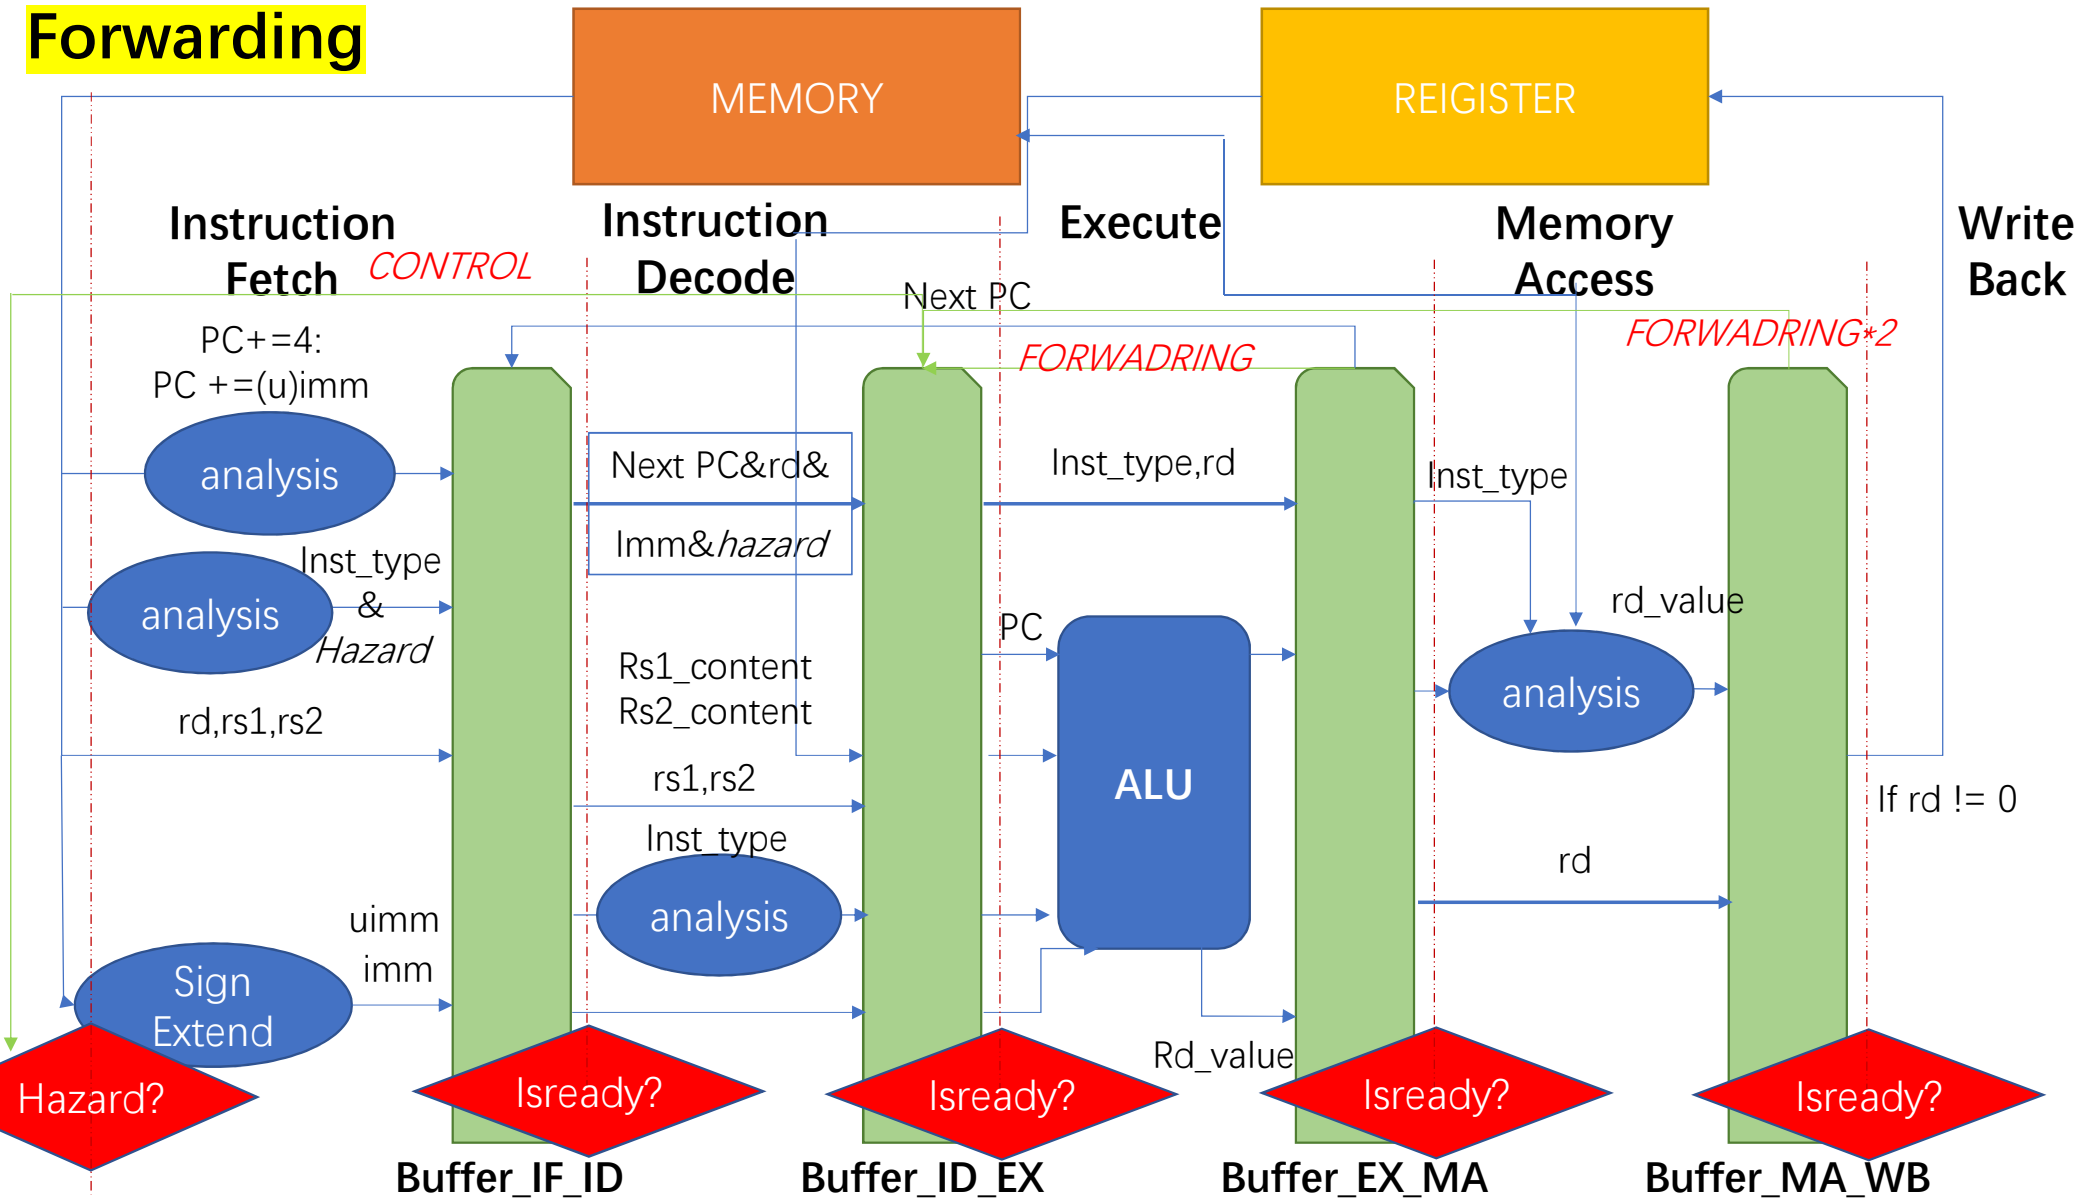 Forwarding
MEMORY
REIGISTER
Instruction
Fetch
CONTROL
Instruction
Decode
Execute
Memory
Access
Write
Back
Next PC
PC+=4:
PC +=(u)imm
FORWADRING
FORWADRING*2
analysis
Next PC&rd&
Imm&hazard
Inst_type,rd
Inst_type
Inst_type
&
Hazard
analysis
PC
rd_value
Rs1_content
Rs2_content
analysis
rd,rs1,rs2
rs1,rs2
ALU
If rd != 0
Inst_type
rd
analysis
uimm
imm
Sign
Extend
Rd_value
Hazard?
Isready?
Isready?
Isready?
Isready?
Buffer_IF_ID
Buffer_ID_EX
Buffer_EX_MA
Buffer_MA_WB